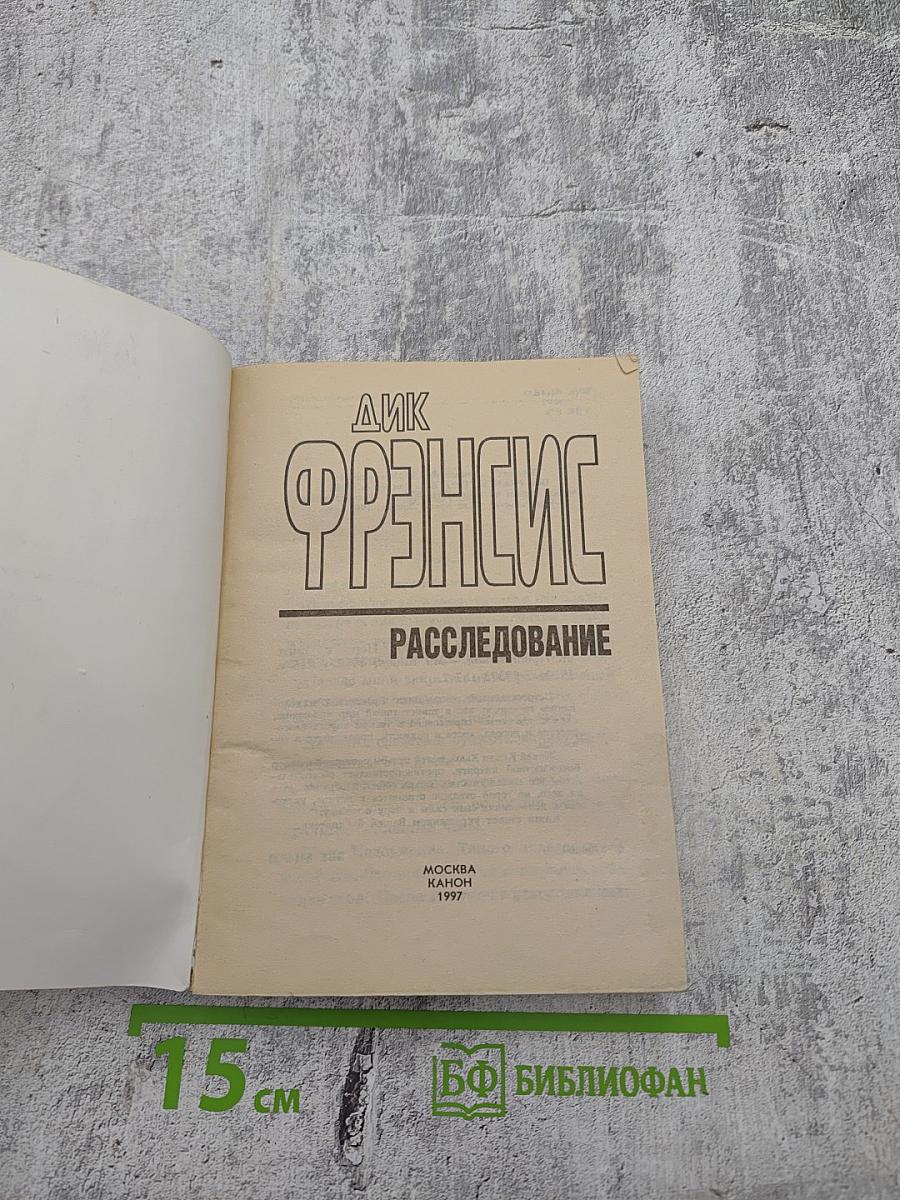 ДИК
ФРЭНСИС
РАССЛЕДОВАНИЕ
МОСКВА
КАНОН
1997
15 см
БФ БИБЛИОФАН